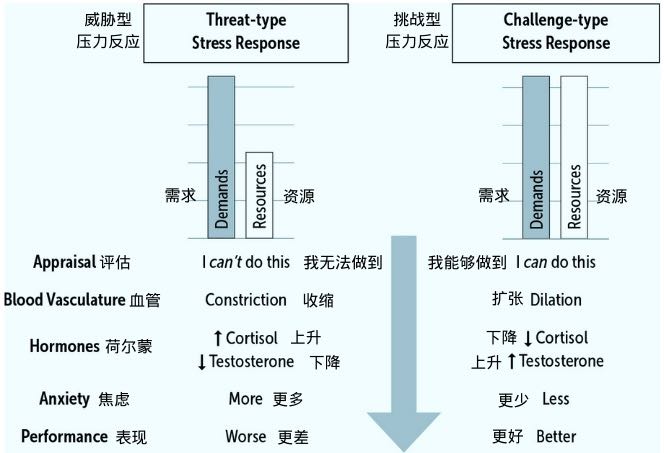 威胁型
压力反应
Threat-type
Stress Response
挑战型
压力反应
Challenge-type
Stress Response
需求 Demands Resources 资源
需求 Demands Resources 资源
Appraisal 评估 I can't do this 我无法做到 我能够做到 I can do this
Blood Vasculature 血管 Constriction 收缩 扩张 Dilation
Hormones 荷尔蒙
↑ Cortisol 上升 下降 ↓ Cortisol
↓ Testosterone 下降 上升 ↑ Testosterone
Anxiety 焦虑 More 更多 更少 Less
Performance 表现 Worse 更差 更好 Better